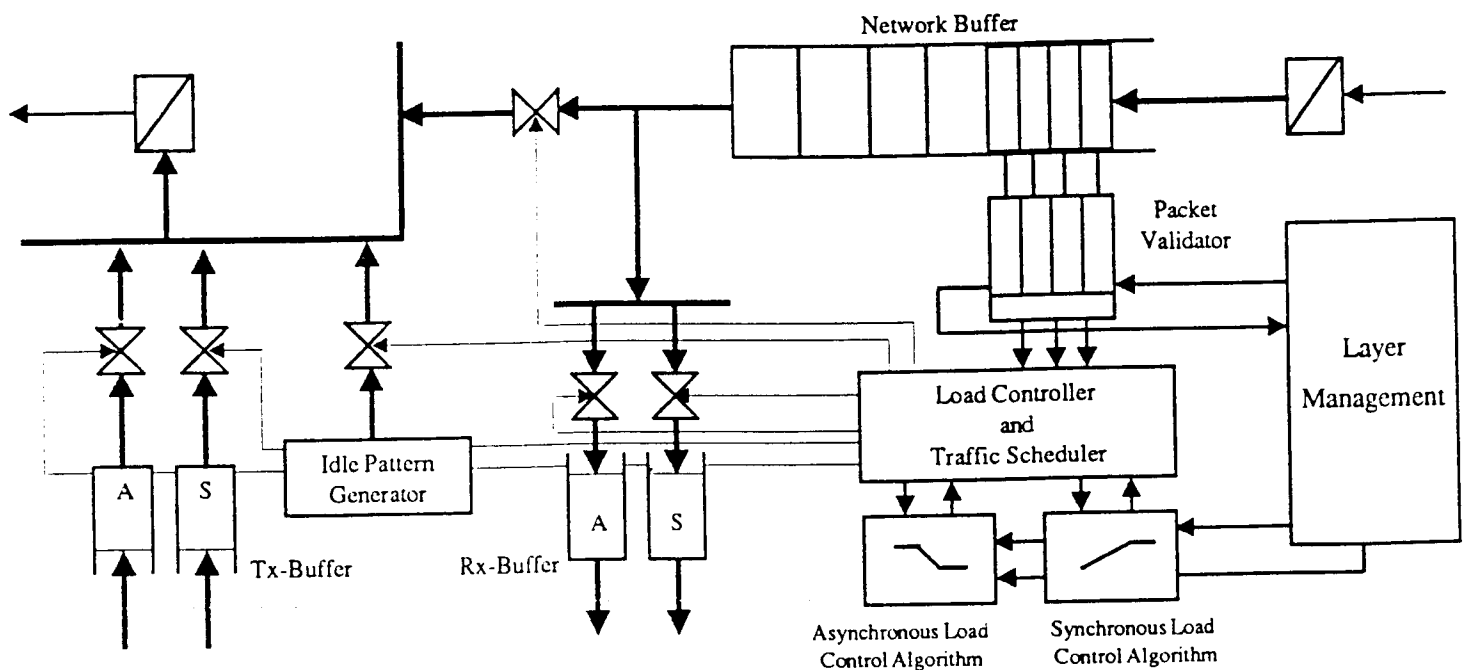 Network Buffer
Packet
Validator
Layer
Management
Load Controller
and
Traffic Scheduler
Idle Pattern
Generator
A
S
A
S
Tx-Buffer
Rx-Buffer
Asynchronous Load
Control Algorithm
Synchronous Load
Control Algorithm